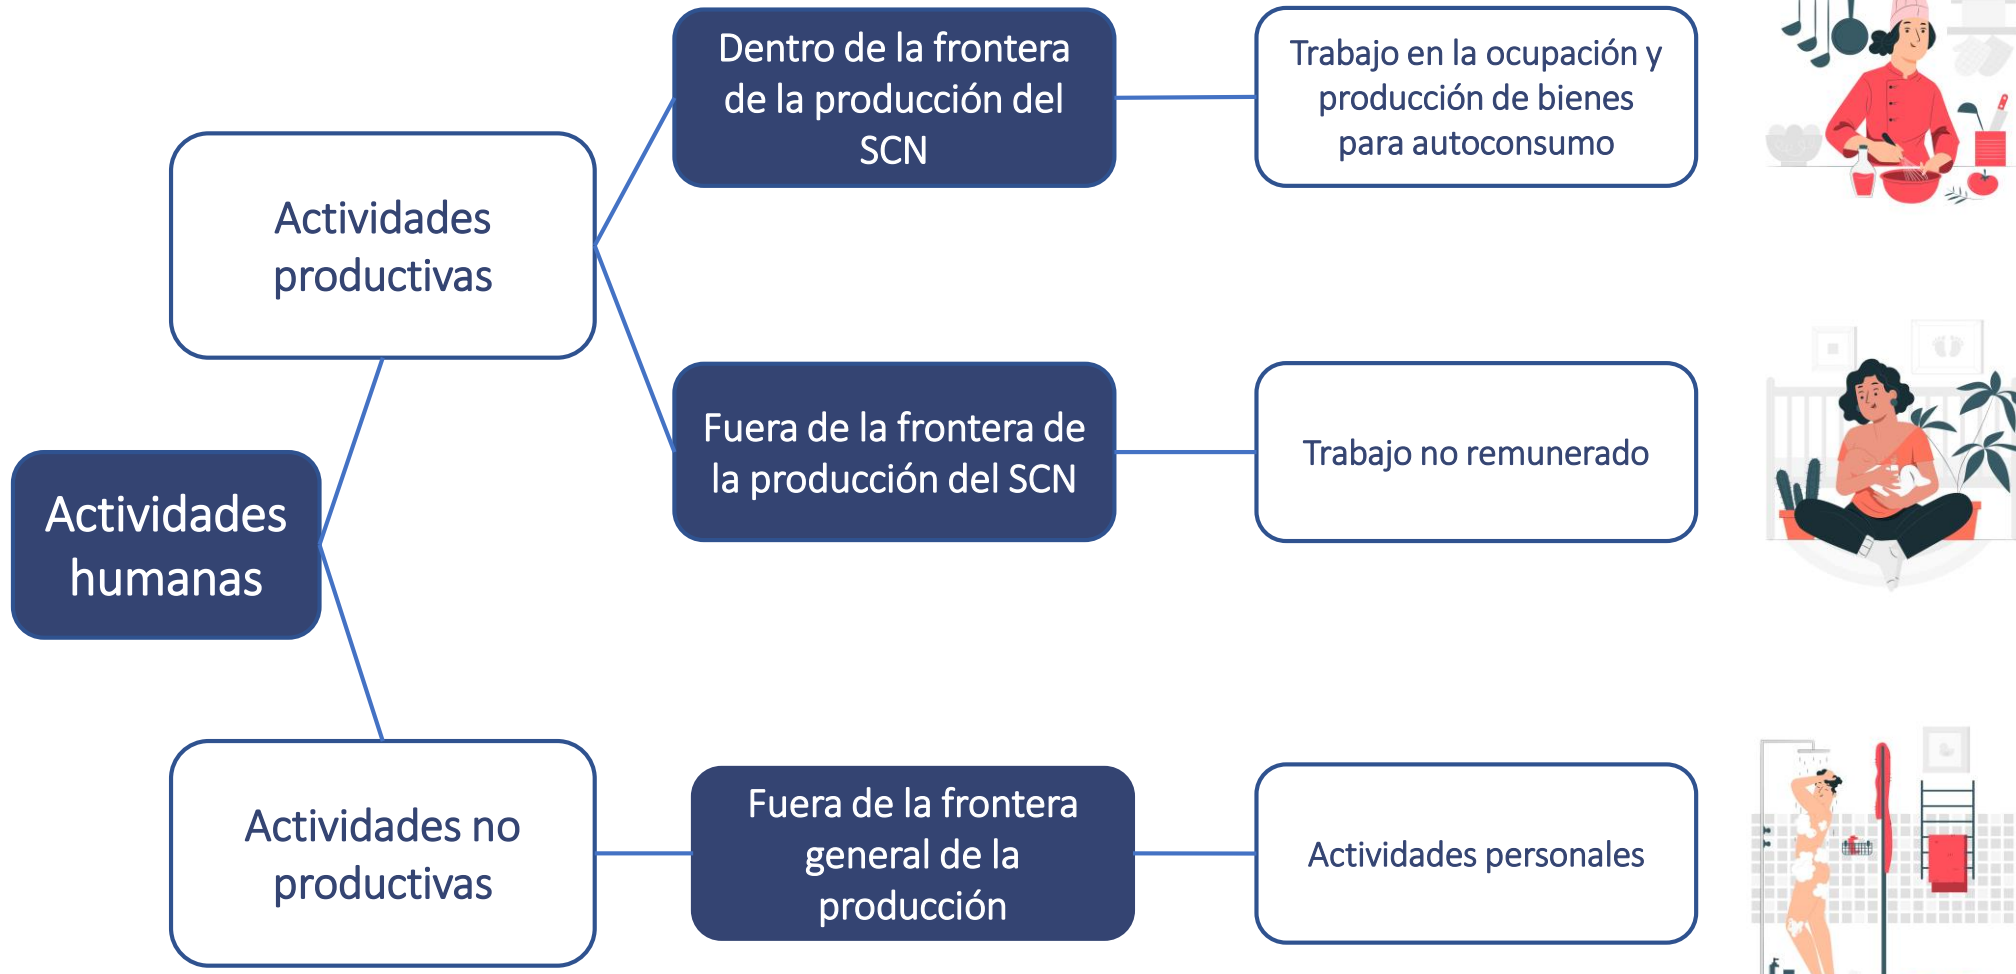 Dentro de la frontera
de la producción del
SCN
Trabajo en la ocupación y
producción de bienes
para autoconsumo
Actividades
productivas
Fuera de la frontera de
la producción del SCN
Trabajo no remunerado
Actividades
humanas
Actividades no
productivas
Fuera de la frontera
general de la
producción
Actividades personales